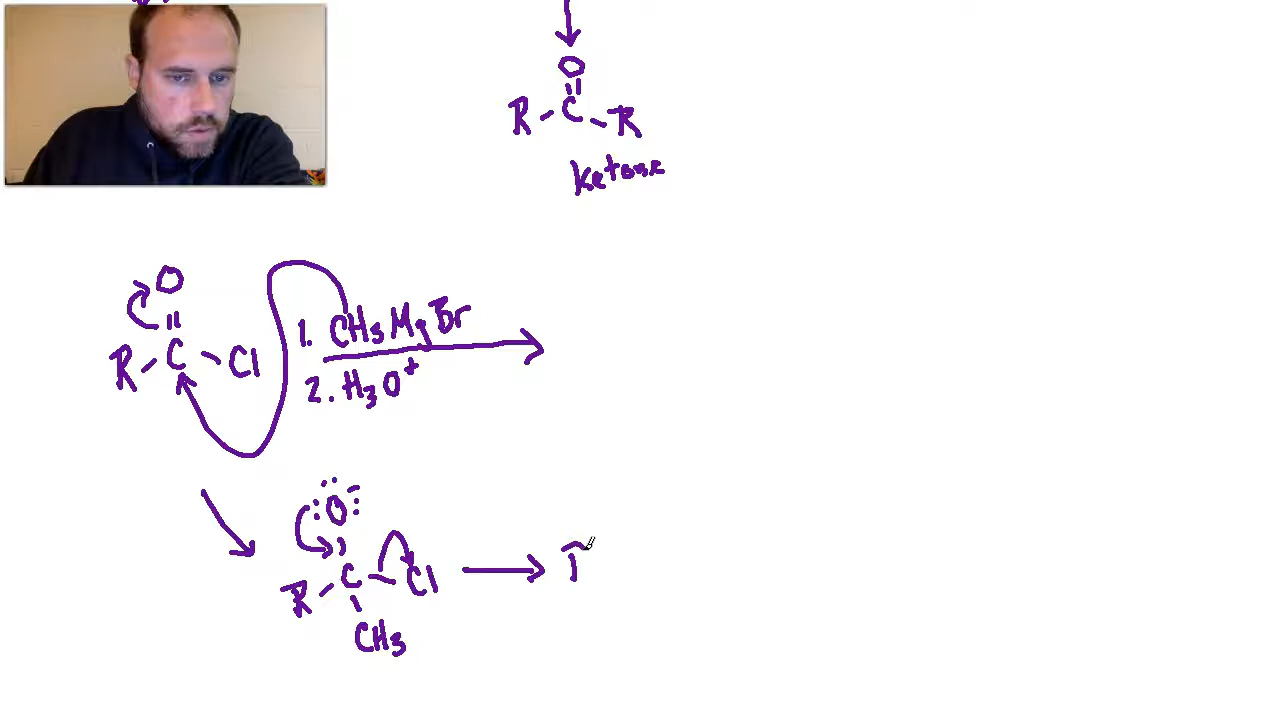 O
R - C - R
ketone
O
R - C - Cl
1. CH3MgBr
2. H3O+
:Ö:−
R - C - Cl
CH3